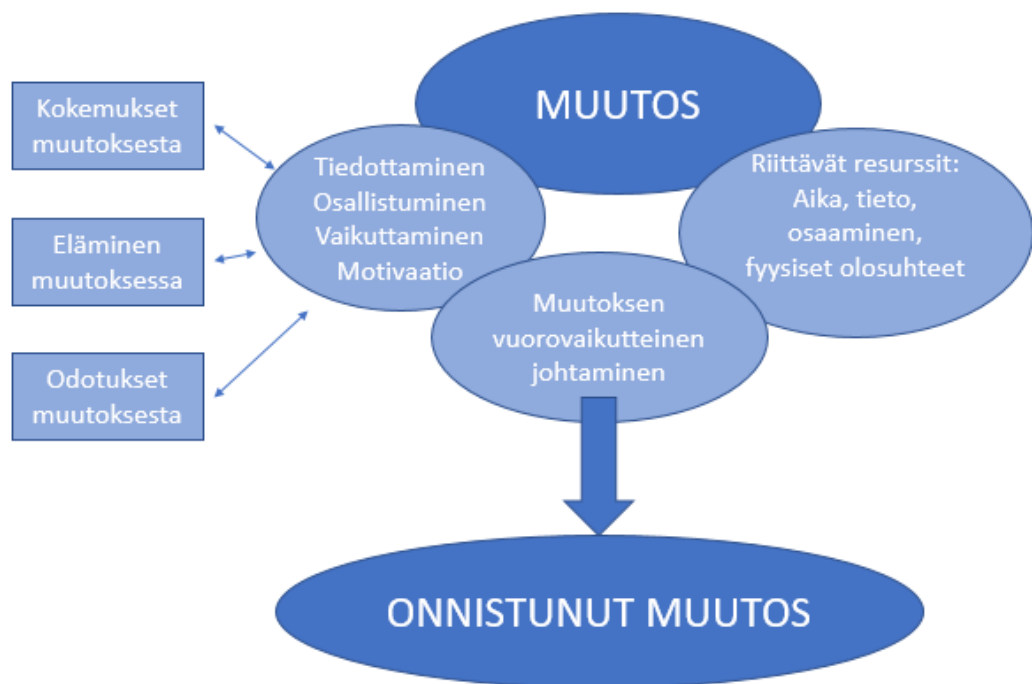 MUUTOS
Kokemukset
muutoksesta
Eläminen
muutoksessa
Odotukset
muutoksesta
Tiedottaminen
Osallistuminen
Vaikuttaminen
Motivaatio
Riittävät resurssit:
Aika, tieto,
osaaminen,
fyysiset olosuhteet
Muutoksen
vuorovaikutteinen
johtaminen
ONNISTUNUT MUUTOS